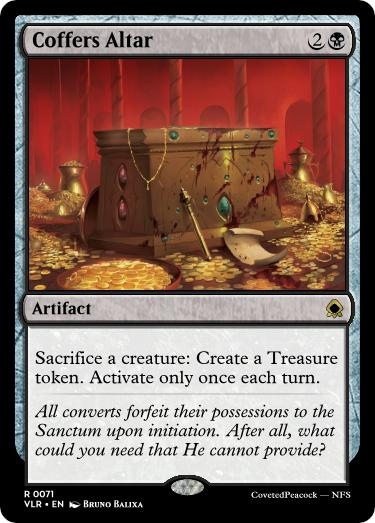 Coffers Altar 2
Artifact
Sacrifice a creature: Create a Treasure
token. Activate only once each turn.
All converts forfeit their possessions to the
Sanctum upon initiation. After all, what
could you need that He cannot provide?
R 0071
VLR • EN Bruno Balixa
CovetedPeacock — NFS